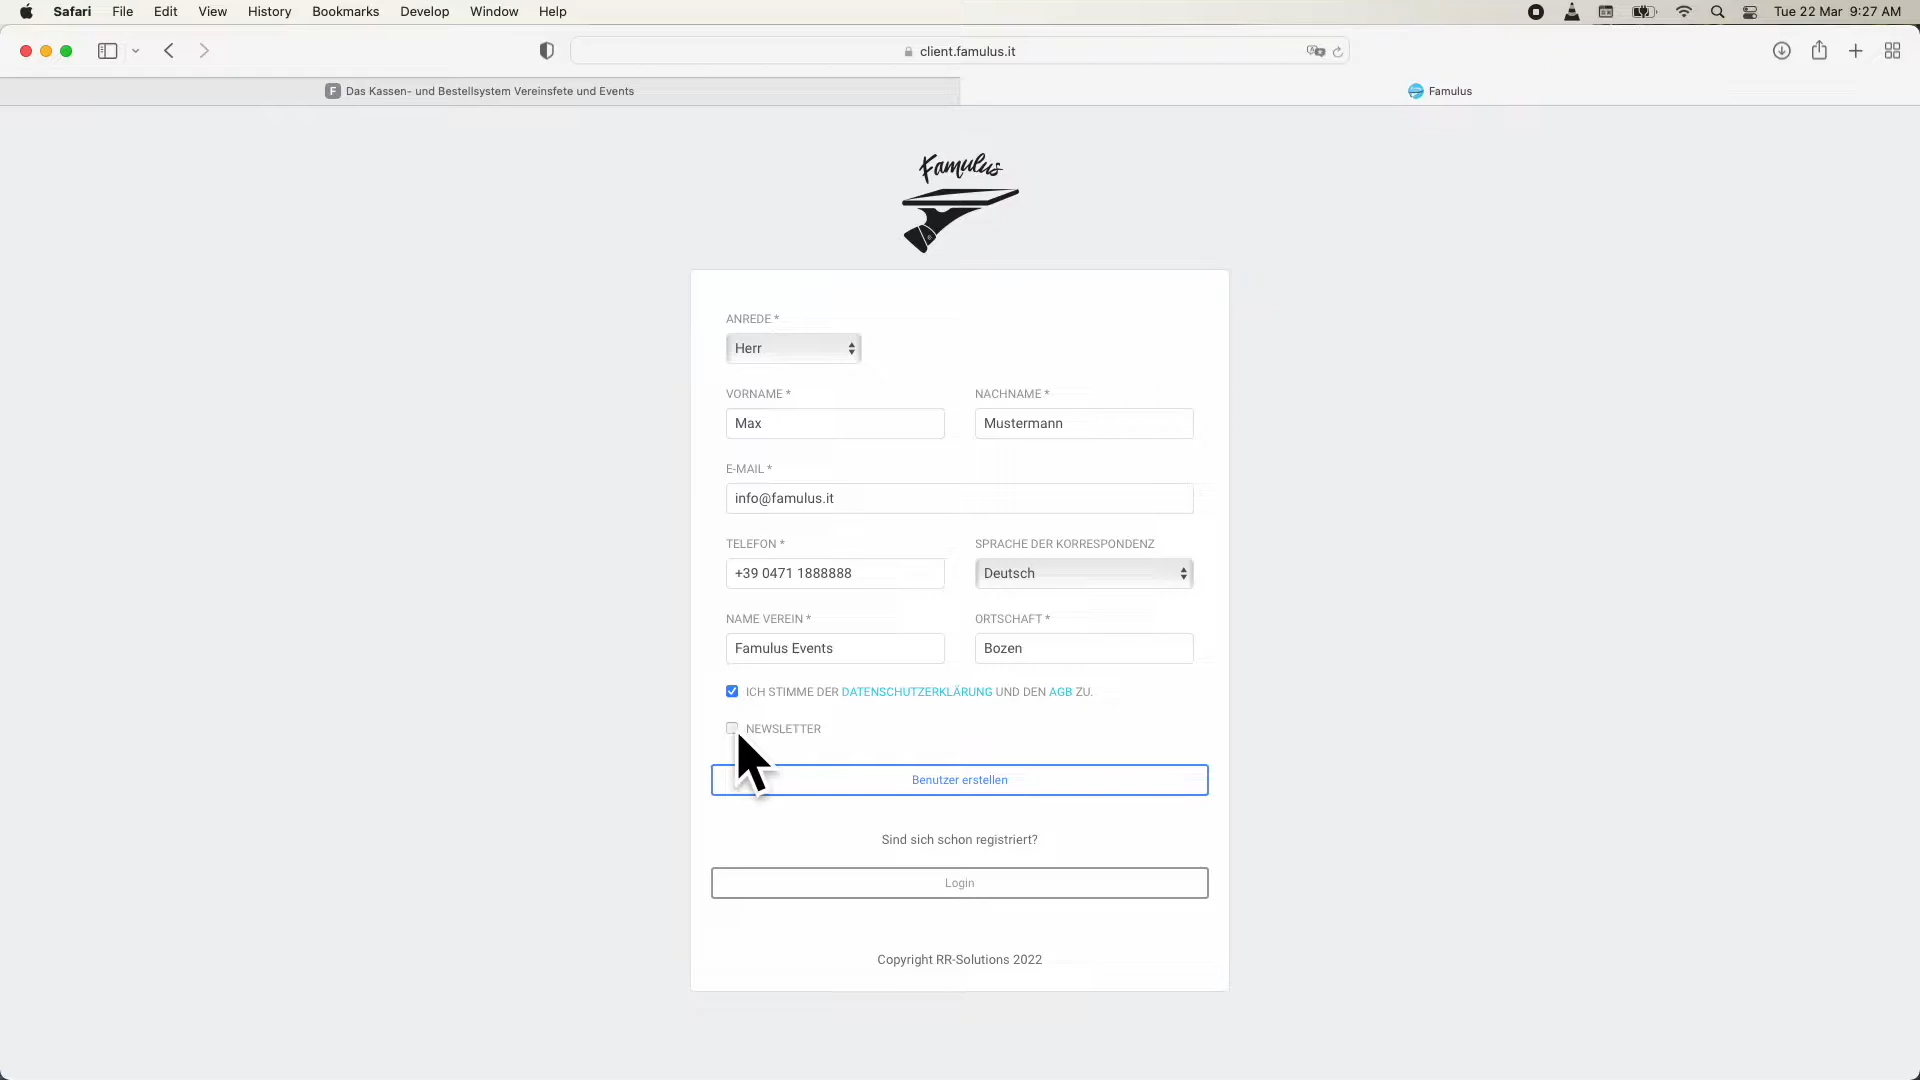 Safari File Edit View History Bookmarks Develop Window Help Tue 22 Mar 9:27 AM
client.famulus.it
F Das Kassen- und Bestellsystem Vereinsfete und Events
Famulus
Famulus
ANREDE *
Herr
VORNAME * NACHNAME *
Max Mustermann
E-MAIL *
info@famulus.it
TELEFON * SPRACHE DER KORRESPONDENZ
+39 0471 1888888 Deutsch
NAME VEREIN * ORTSCHAFT *
Famulus Events Bozen
ICH STIMME DER DATENSCHUTZERKLÄRUNG UND DEN AGB ZU.
NEWSLETTER
Benutzer erstellen
Sind sich schon registriert?
Login
Copyright RR-Solutions 2022